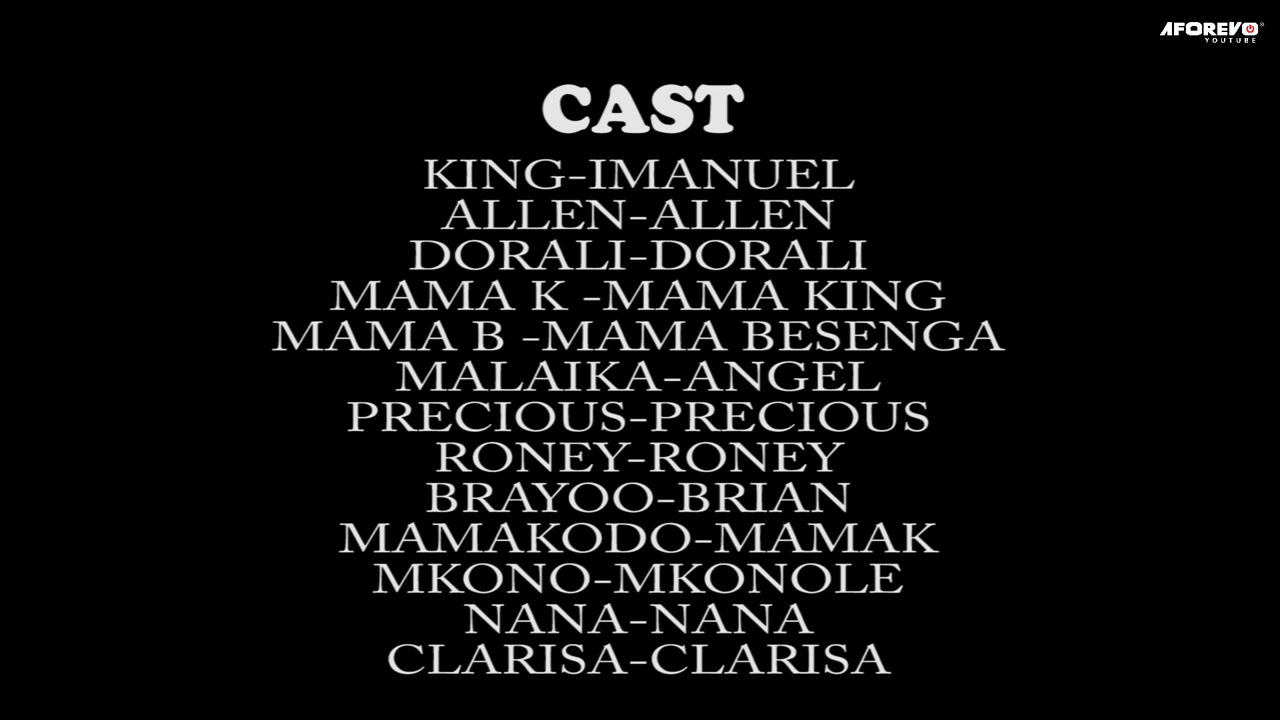 AFOREVO
YOUTUBE
CAST
KING-IMANUEL
ALLEN-ALLEN
DORALI-DORALI
MAMA K -MAMA KING
MAMA B -MAMA BESENGA
MALAIKA-ANGEL
PRECIOUS-PRECIOUS
RONEY-RONEY
BRAYOO-BRIAN
MAMAKODO-MAMAK
MKONO-MKONOLE
NANA-NANA
CLARISA-CLARISA